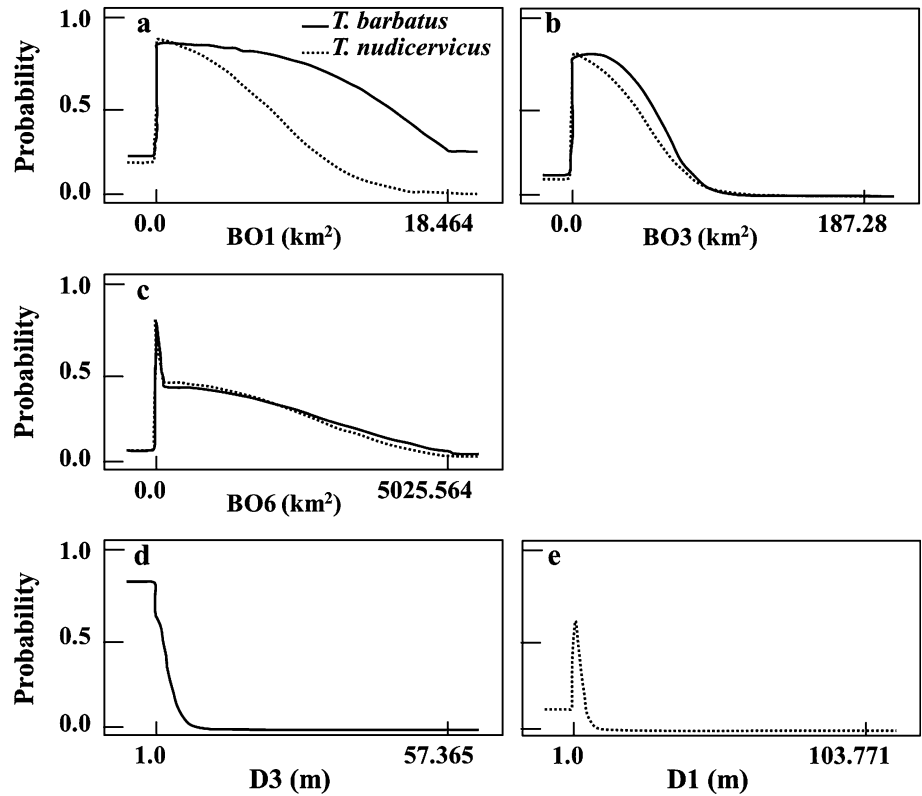 a
T. barbatus
T. nudicervicus
1.0
0.5
0.0
Probability
0.0
18.464
BO1 (km²)
b
0.0
187.28
BO3 (km²)
c
1.0
0.5
0.0
Probability
0.0
5025.564
BO6 (km²)
d
1.0
0.5
0.0
Probability
1.0
57.365
D3 (m)
e
1.0
103.771
D1 (m)